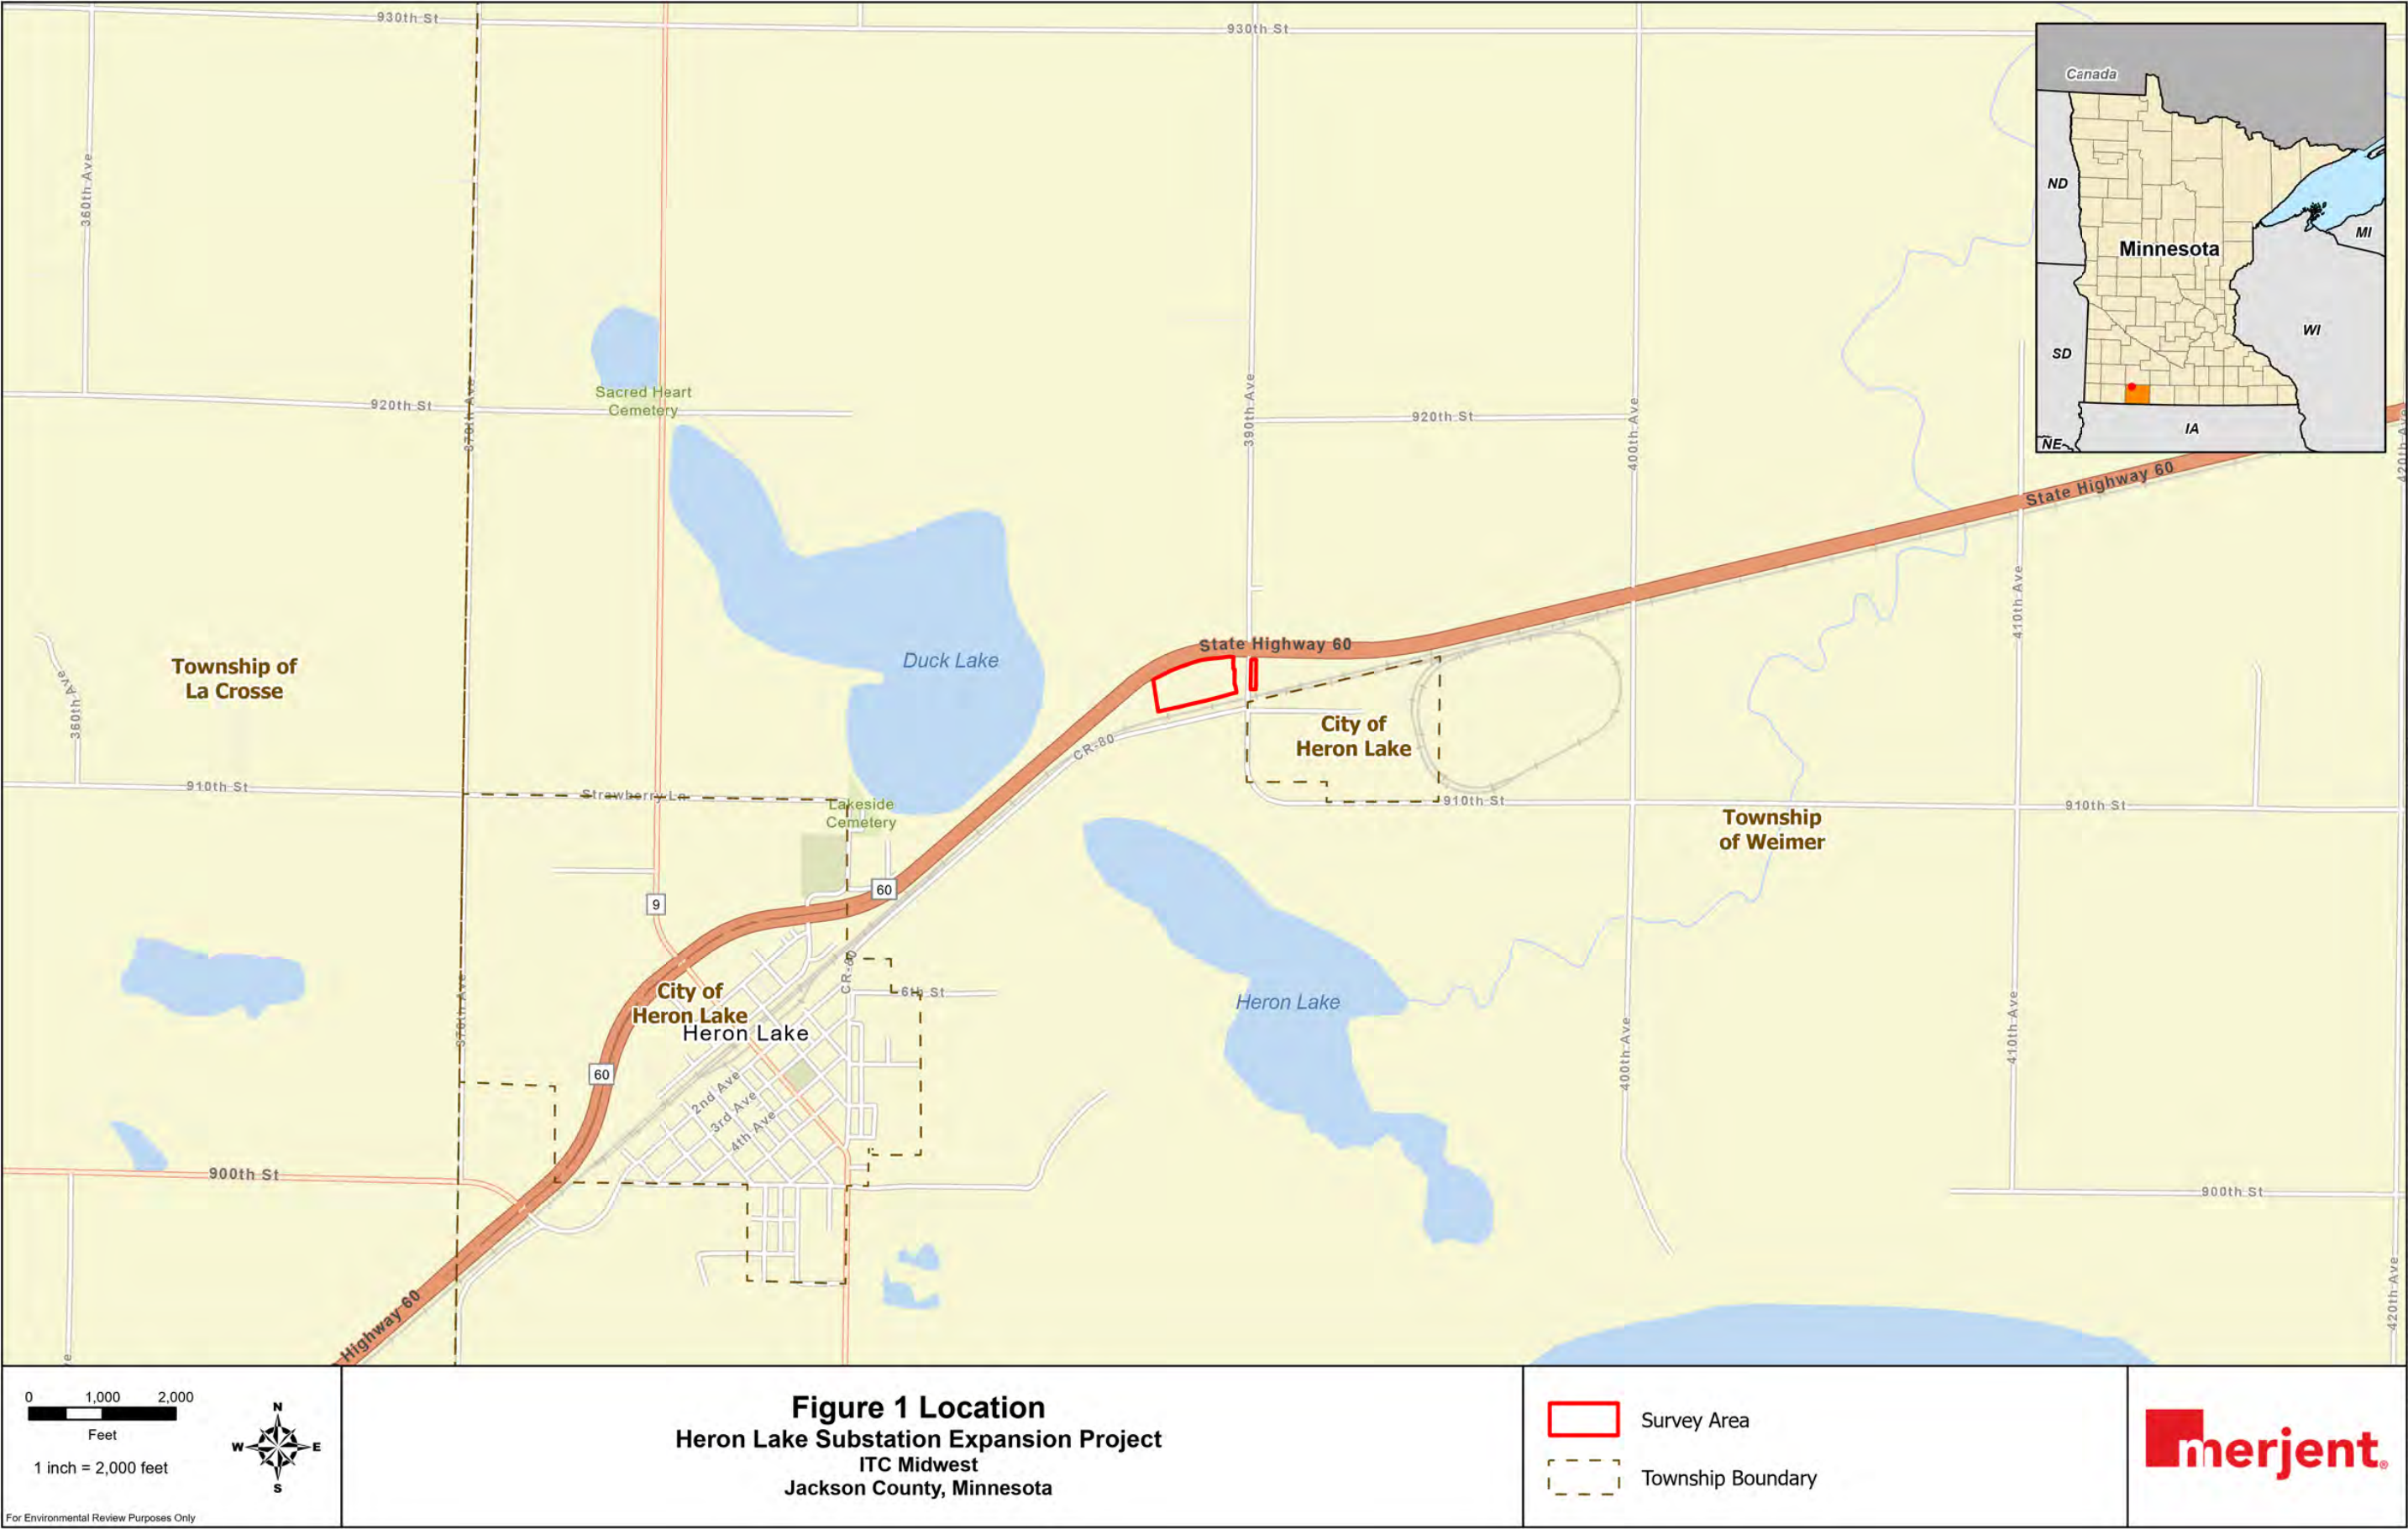 930th St
930th St
Canada
ND
MI
Minnesota
WI
SD
IA
NE
360th Ave
370th Ave
390th Ave
400th Ave
420th Ave
Sacred Heart
Cemetery
920th St
920th St
State Highway 60
410th Ave
Duck Lake
State Highway 60
Township of
La Crosse
360th Ave
City of
Heron Lake
CR-80
910th St
Strawberry Ln
Lakeside
Cemetery
910th St
910th St
Township
of Weimer
60
9
CR-80
6th St
City of
Heron Lake
Heron Lake
Heron Lake
370th Ave
400th Ave
410th Ave
60
2nd Ave
3rd Ave
4th Ave
900th St
900th St
420th Ave
Highway 60
0 1,000 2,000
Feet
1 inch = 2,000 feet
N
W E
S
For Environmental Review Purposes Only
Figure 1 Location
Heron Lake Substation Expansion Project
ITC Midwest
Jackson County, Minnesota
Survey Area
Township Boundary
merjent®